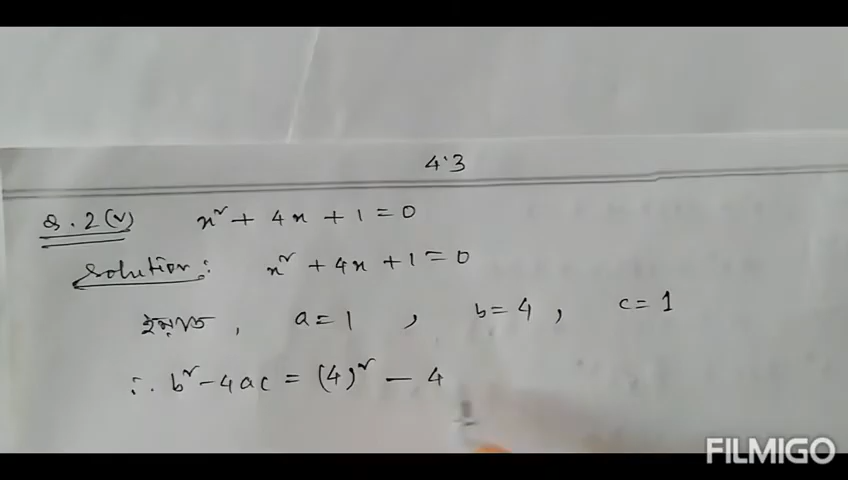 4.3
Q. 2 (v) x² + 4x + 1 = 0
Solution: x² + 4x + 1 = 0
ইয়াত, a = 1, b = 4, c = 1
∴ b² - 4ac = (4)² - 4
FILMIGO